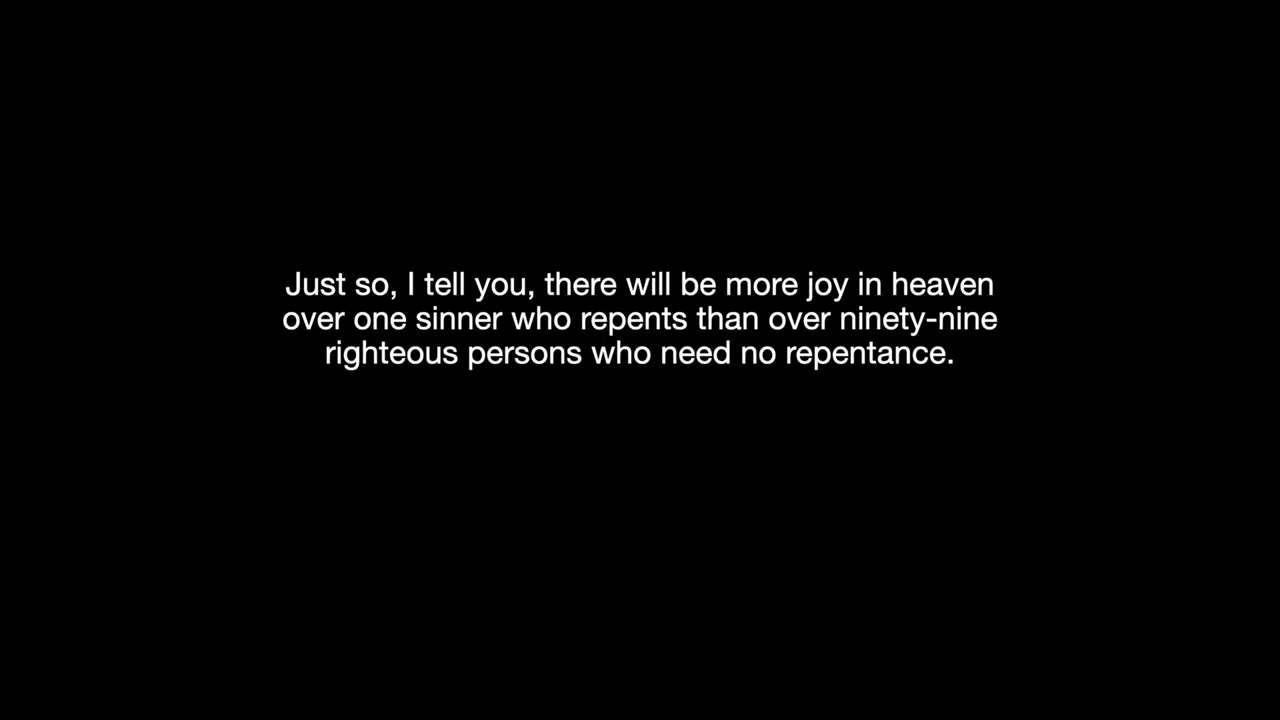 Just so, I tell you, there will be more joy in heaven
over one sinner who repents than over ninety-nine
righteous persons who need no repentance.